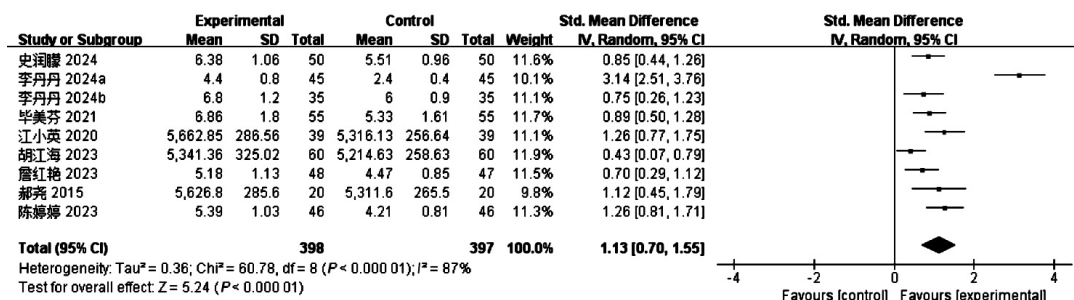 Experimental Control Std. Mean Difference Std. Mean Difference
Study or Subgroup Mean SD Total Mean SD Total Weight IV, Random, 95% CI IV, Random, 95% CI
史润矇 2024 6.38 1.06 50 5.51 0.96 50 11.6% 0.85 [0.44, 1.26]
李丹丹 2024a 4.4 0.8 45 2.4 0.4 45 10.1% 3.14 [2.51, 3.76]
李丹丹 2024b 6.8 1.2 35 6 0.9 35 11.2% 0.75 [0.26, 1.23]
毕美芬 2021 6.86 1.8 55 5.33 1.61 55 11.7% 0.89 [0.50, 1.28]
江小英 2020 5,662.85 286.56 39 5,316.13 256.64 39 11.1% 1.26 [0.77, 1.75]
胡江海 2023 5,341.36 325.02 60 5,214.63 258.63 60 11.9% 0.43 [0.07, 0.79]
詹红艳 2023 5.18 1.13 48 4.47 0.85 47 11.5% 0.70 [0.29, 1.12]
郝尧 2015 5,626.8 285.6 20 5,311.6 265.5 20 9.8% 1.12 [0.45, 1.79]
陈婷婷 2023 5.39 1.03 46 4.21 0.81 46 11.3% 1.26 [0.81, 1.71]
Total (95% CI) 398 397 100.0% 1.13 [0.70, 1.55]
Heterogeneity: Tau² = 0.36; Chi² = 60.78, df = 8 (P < 0.000 01); I² = 87%
Test for overall effect: Z = 5.24 (P < 0.000 01)
-4 -2 0 2 4
Favours [control] Favours [experimental]